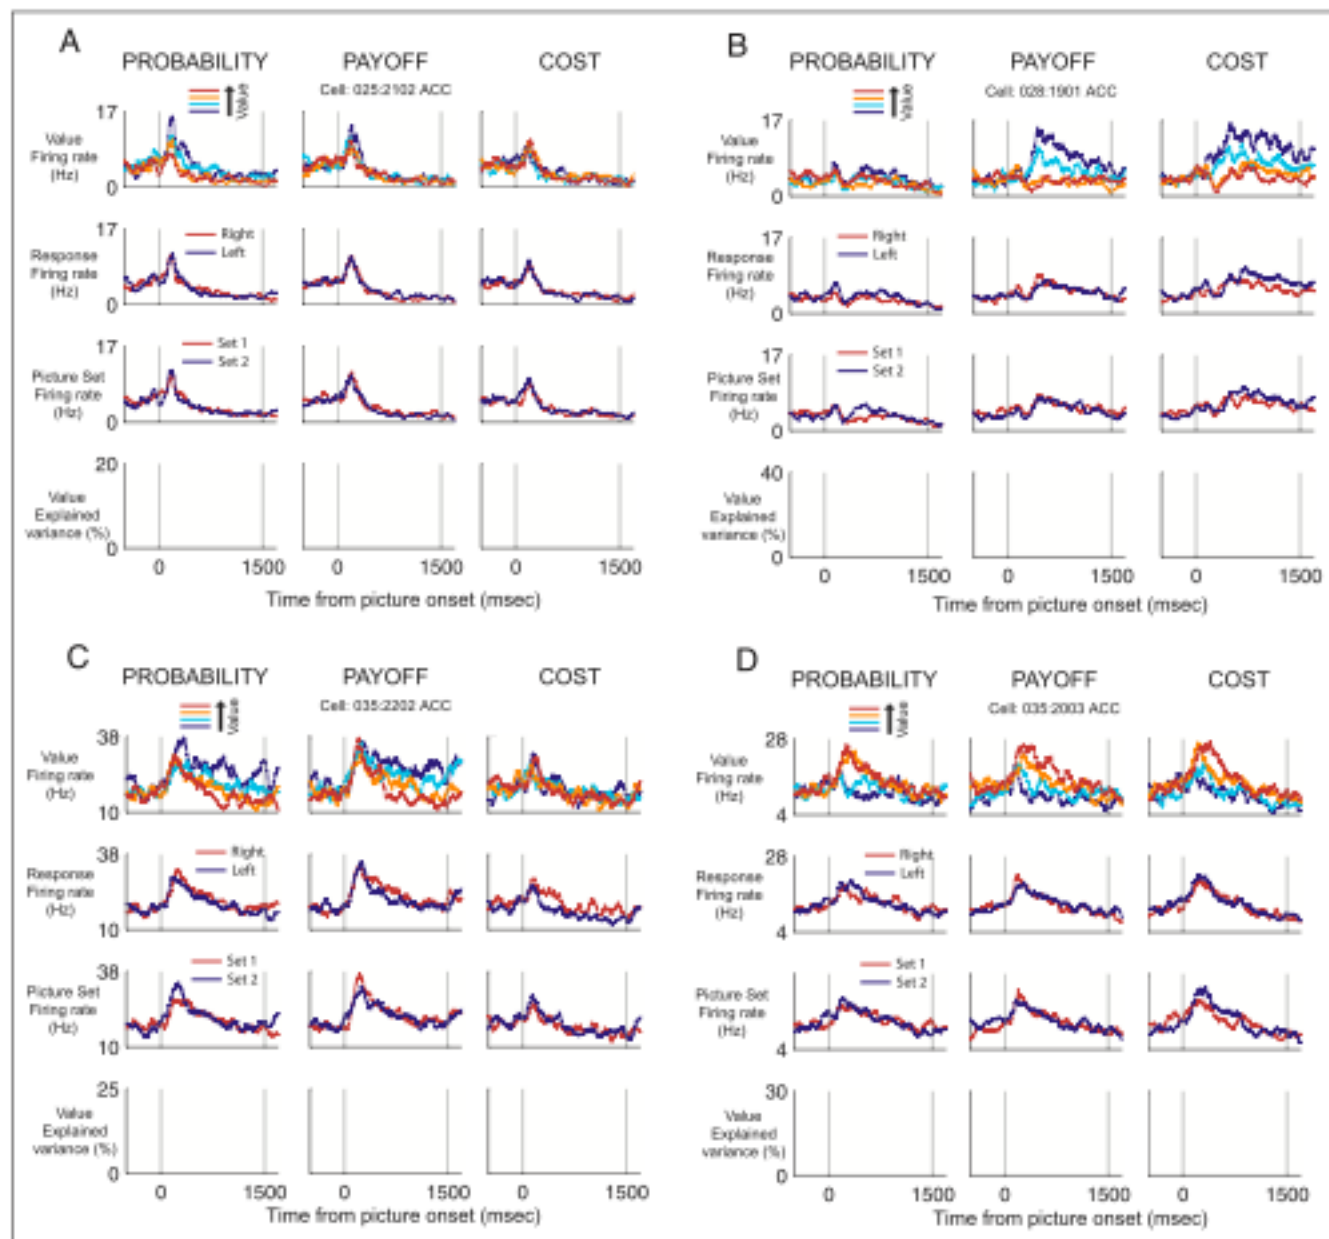 A
PROBABILITY PAYOFF COST
Cell: 025:2102 ACC
Value
17
Value
Firing rate
(Hz)
0
17
Right
Left
Response
Firing rate
(Hz)
0
17
Set 1
Set 2
Picture Set
Firing rate
(Hz)
0
20
Value
Explained
variance (%)
0
0 1500 0 1500 0 1500
Time from picture onset (msec)
B
PROBABILITY PAYOFF COST
Cell: 028:1901 ACC
Value
17
Value
Firing rate
(Hz)
0
17
Right
Left
Response
Firing rate
(Hz)
0
17
Set 1
Set 2
Picture Set
Firing rate
(Hz)
0
40
Value
Explained
variance (%)
0
0 1500 0 1500 0 1500
Time from picture onset (msec)
C
PROBABILITY PAYOFF COST
Cell: 035:2202 ACC
Value
38
Value
Firing rate
(Hz)
10
38
Right
Left
Response
Firing rate
(Hz)
10
38
Set 1
Set 2
Picture Set
Firing rate
(Hz)
10
25
Value
Explained
variance (%)
0
0 1500 0 1500 0 1500
Time from picture onset (msec)
D
PROBABILITY PAYOFF COST
Cell: 035:2003 ACC
Value
28
Value
Firing rate
(Hz)
4
28
Right
Left
Response
Firing rate
(Hz)
4
Set 1
Set 2
Picture Set
Firing rate
(Hz)
4
30
Value
Explained
variance (%)
0
0 1500 0 1500 0 1500
Time from picture onset (msec)